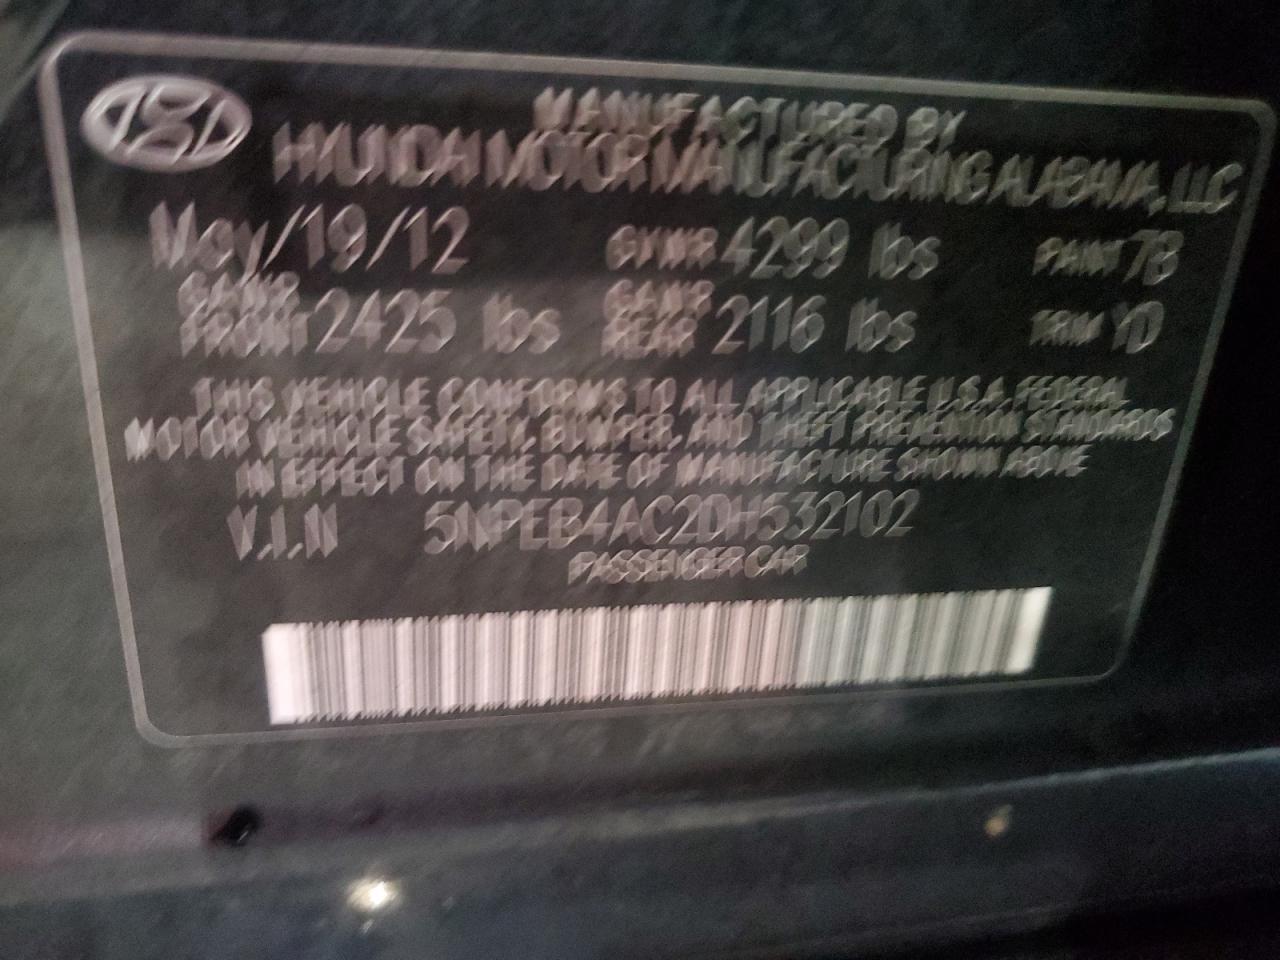 MANUFACTURED BY
HYUNDAI MOTOR MANUFACTURING ALABAMA, LLC
May/19/12 GVWR 4299 lbs PAINT 7B
GAWR FRONT 2425 lbs GAWR REAR 2116 lbs TRIM YD
THIS VEHICLE CONFORMS TO ALL APPLICABLE U.S.A. FEDERAL
MOTOR VEHICLE SAFETY, BUMPER, AND THEFT PREVENTION STANDARDS
IN EFFECT ON THE DATE OF MANUFACTURE SHOWN ABOVE
V.I.N 5NPEB4AC2DH532102
PASSENGER CAR